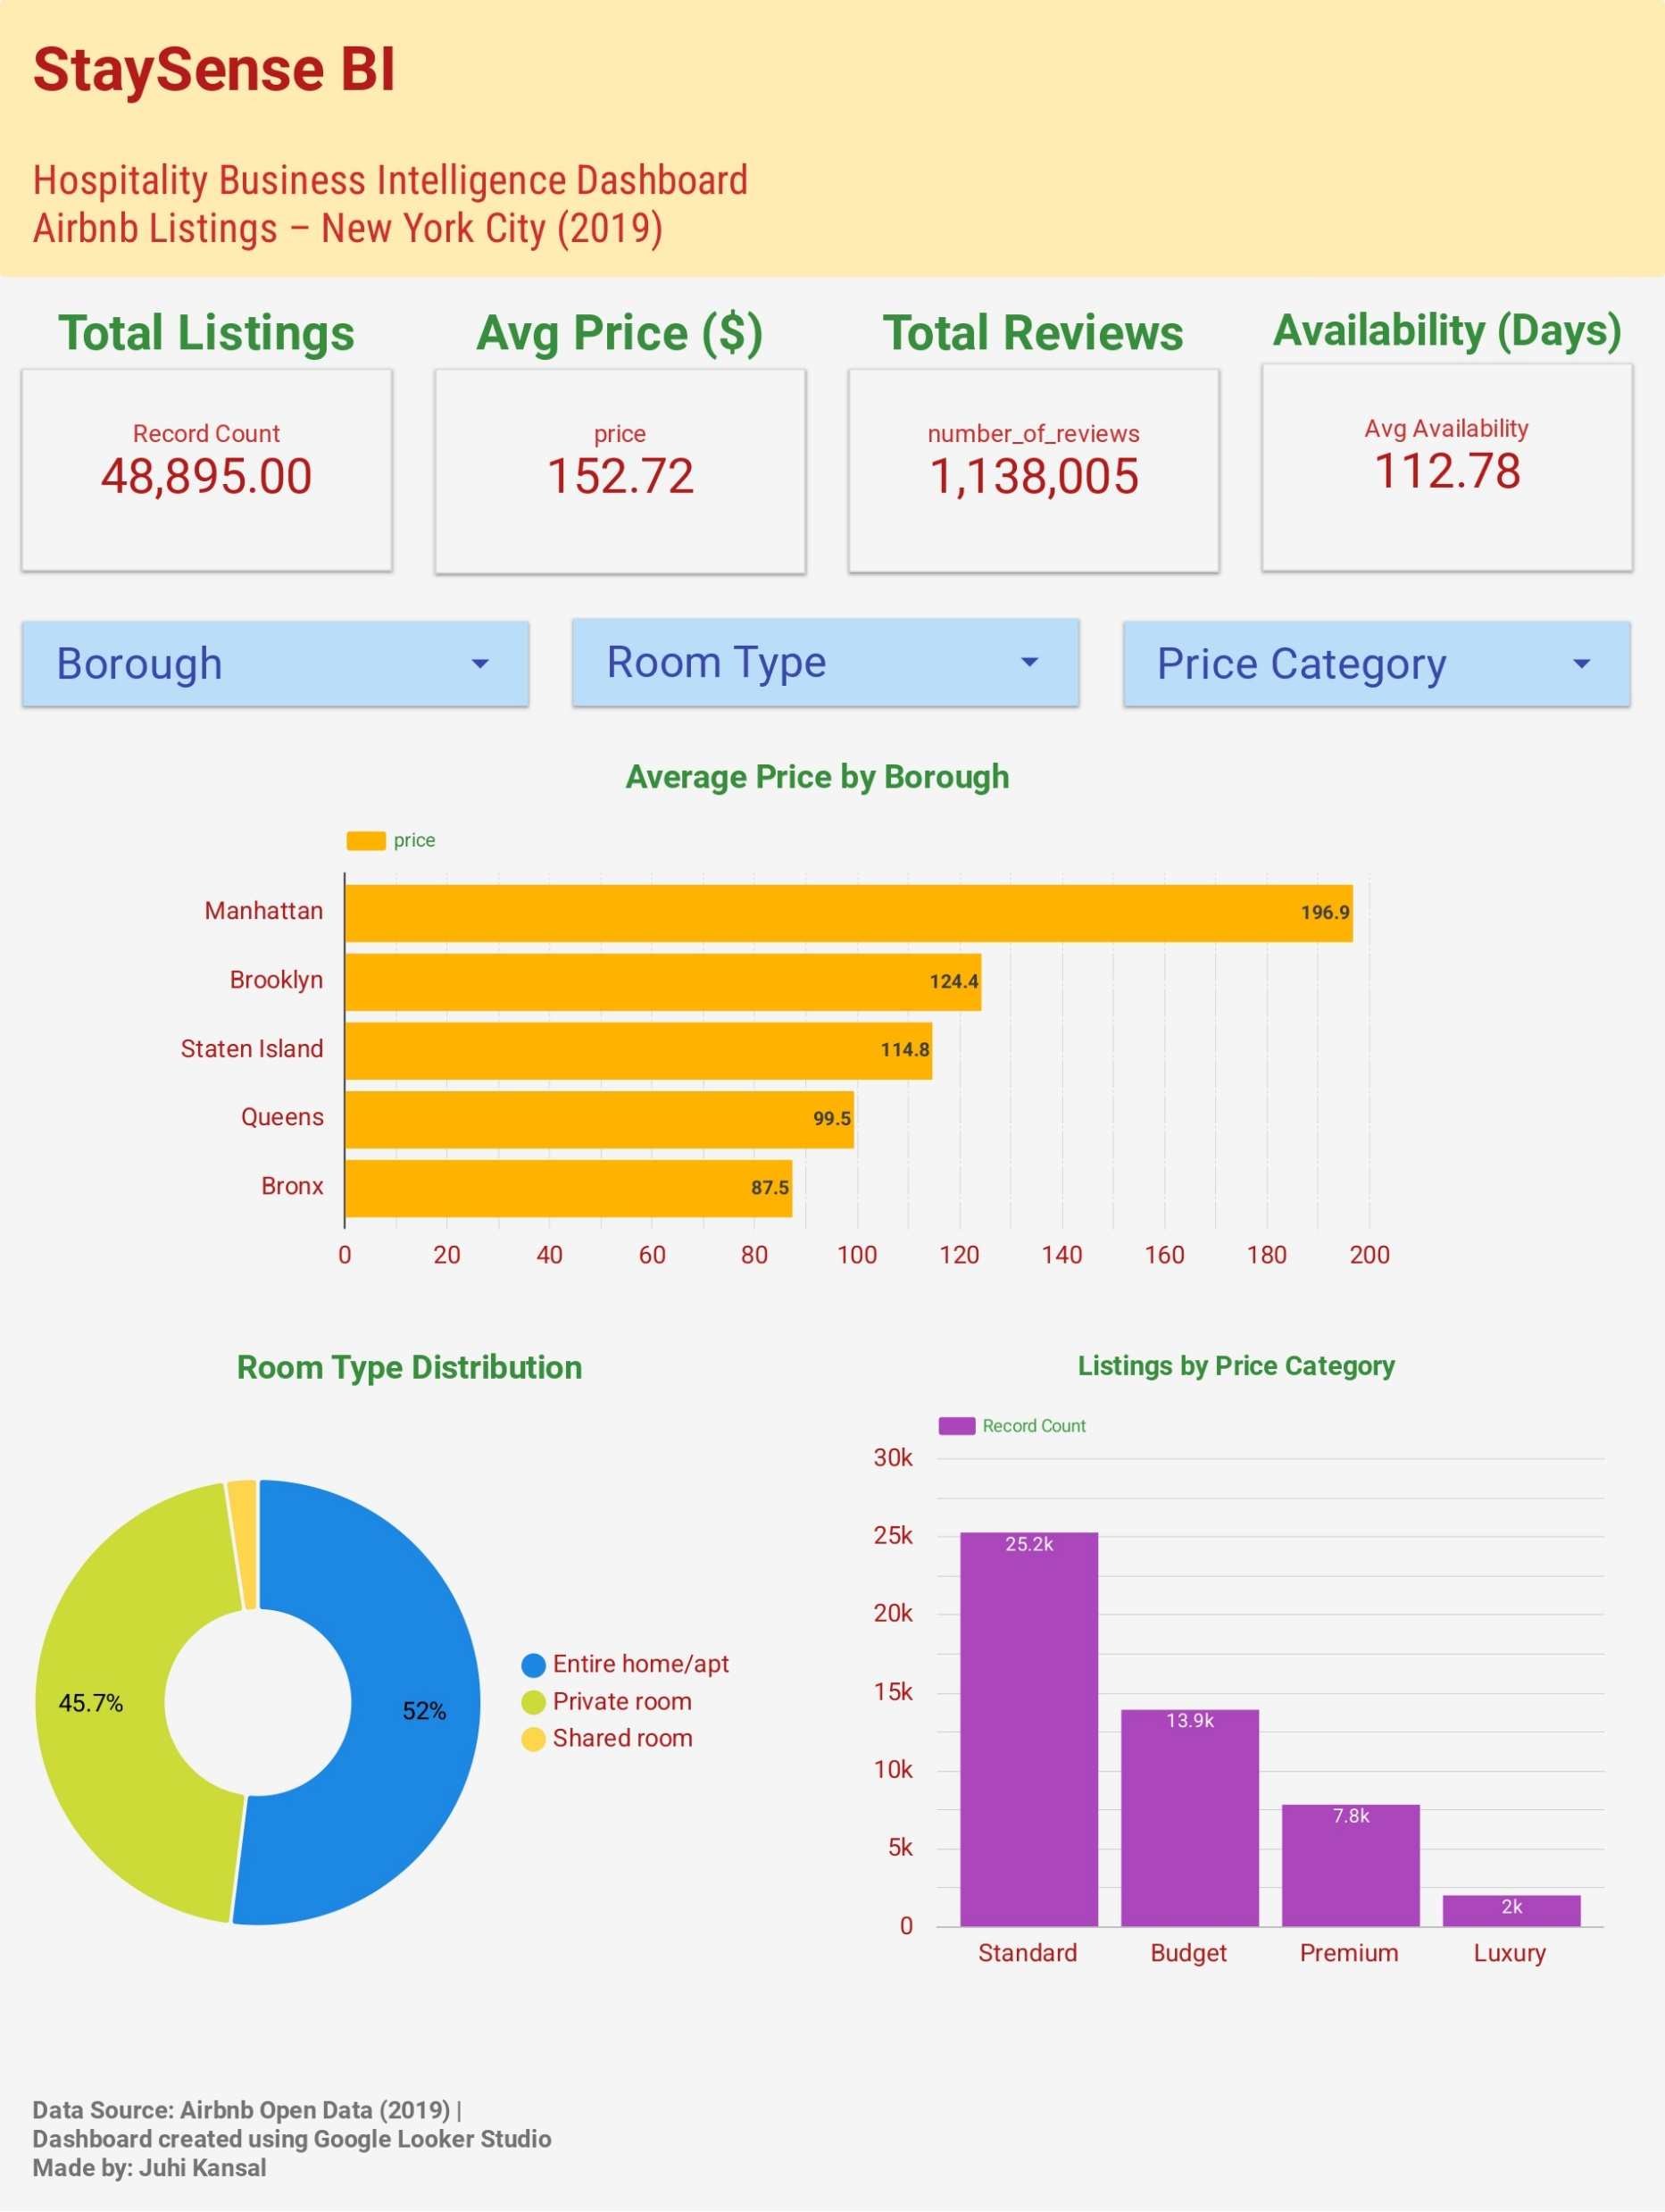 StaySense BI
Hospitality Business Intelligence Dashboard
Airbnb Listings – New York City (2019)
Total Listings
Record Count
48,895.00
Avg Price ($)
price
152.72
Total Reviews
number_of_reviews
1,138,005
Availability (Days)
Avg Availability
112.78
Borough
Room Type
Price Category
Average Price by Borough
price
Manhattan 196.9
Brooklyn 124.4
Staten Island 114.8
Queens 99.5
Bronx 87.5
0 20 40 60 80 100 120 140 160 180 200
Room Type Distribution
45.7%
52%
Entire home/apt
Private room
Shared room
Listings by Price Category
Record Count
30k
25k
20k
15k
10k
5k
0
25.2k
13.9k
7.8k
2k
Standard Budget Premium Luxury
Data Source: Airbnb Open Data (2019) |
Dashboard created using Google Looker Studio
Made by: Juhi Kansal